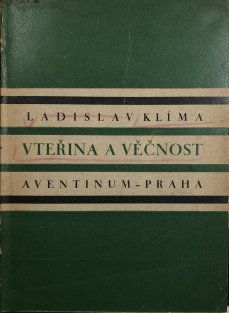 LADISLAV KLÍMA
VTEŘINA A VĚČNOST
AVENTINUM-PRAHA